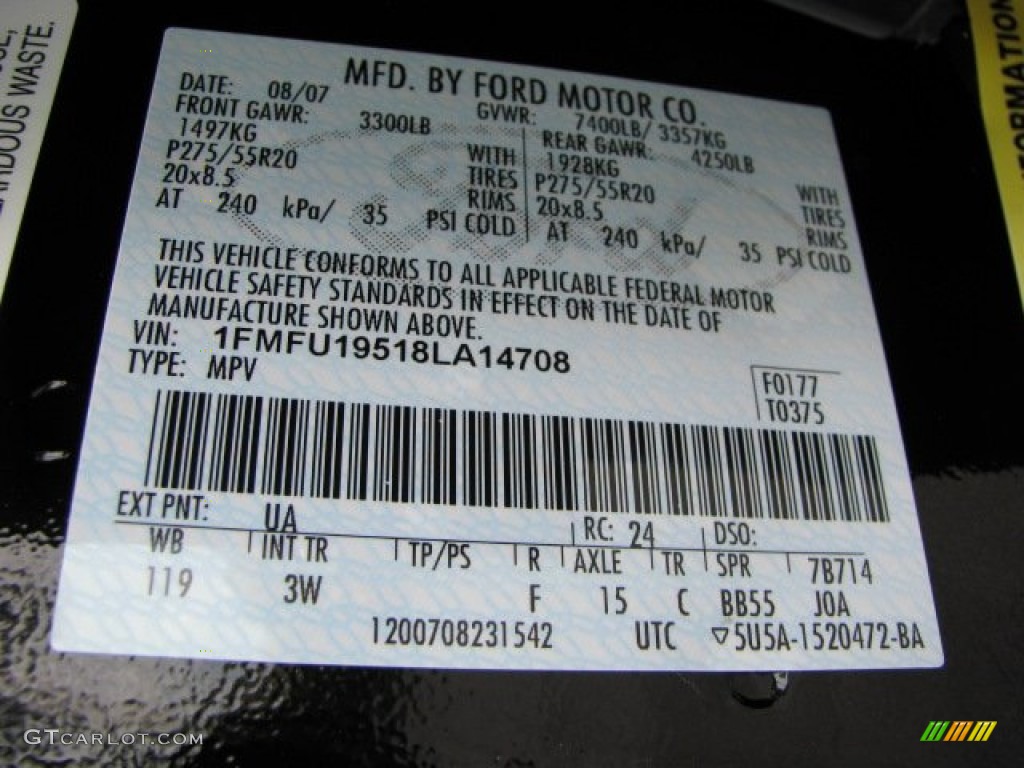 MFD. BY FORD MOTOR CO.
DATE: 08/07 GVWR: 7400LB/ 3357KG
FRONT GAWR: 3300LB REAR GAWR: 4250LB
1497KG WITH 1928KG WITH
P275/55R20 TIRES P275/55R20 TIRES
20x8.5 RIMS 20x8.5 RIMS
AT 240 kPa/ 35 PSI COLD AT 240 kPa/ 35 PSI COLD
THIS VEHICLE CONFORMS TO ALL APPLICABLE FEDERAL MOTOR
VEHICLE SAFETY STANDARDS IN EFFECT ON THE DATE OF
MANUFACTURE SHOWN ABOVE.
VIN: 1FMFU19518LA14708
TYPE: MPV
F0177
T0375
EXT PNT: UA RC: 24 DSO:
WB INT TR TP/PS R AXLE TR SPR 7B714
119 3W F 15 C BB55 J0A
1200708231542 UTC ▽5U5A-1520472-BA
WASTE.
GTCARLOT.COM